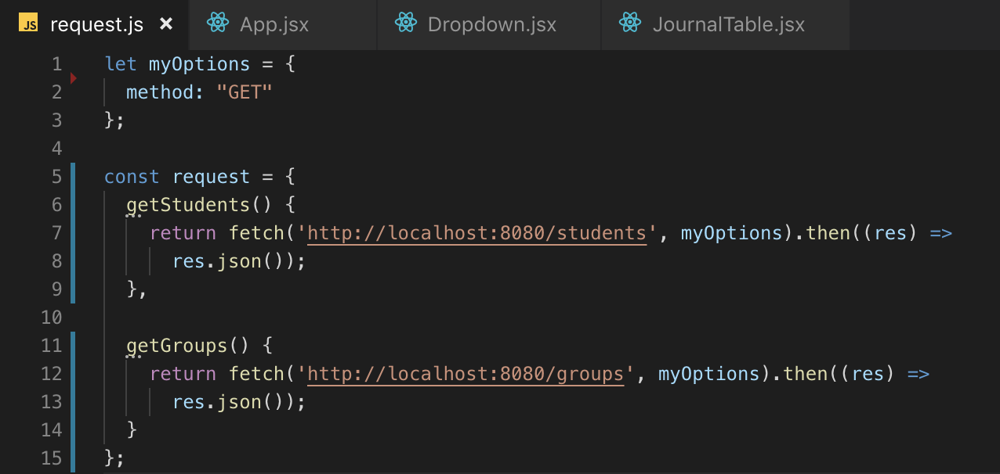 JS request.js × App.jsx Dropdown.jsx JournalTable.jsx
1 let myOptions = {
2   method: "GET"
3 };
4
5 const request = {
6   getStudents() {
7     return fetch('http://localhost:8080/students', myOptions).then((res) =>
8       res.json());
9   },
10
11   getGroups() {
12     return fetch('http://localhost:8080/groups', myOptions).then((res) =>
13       res.json());
14   }
15 };